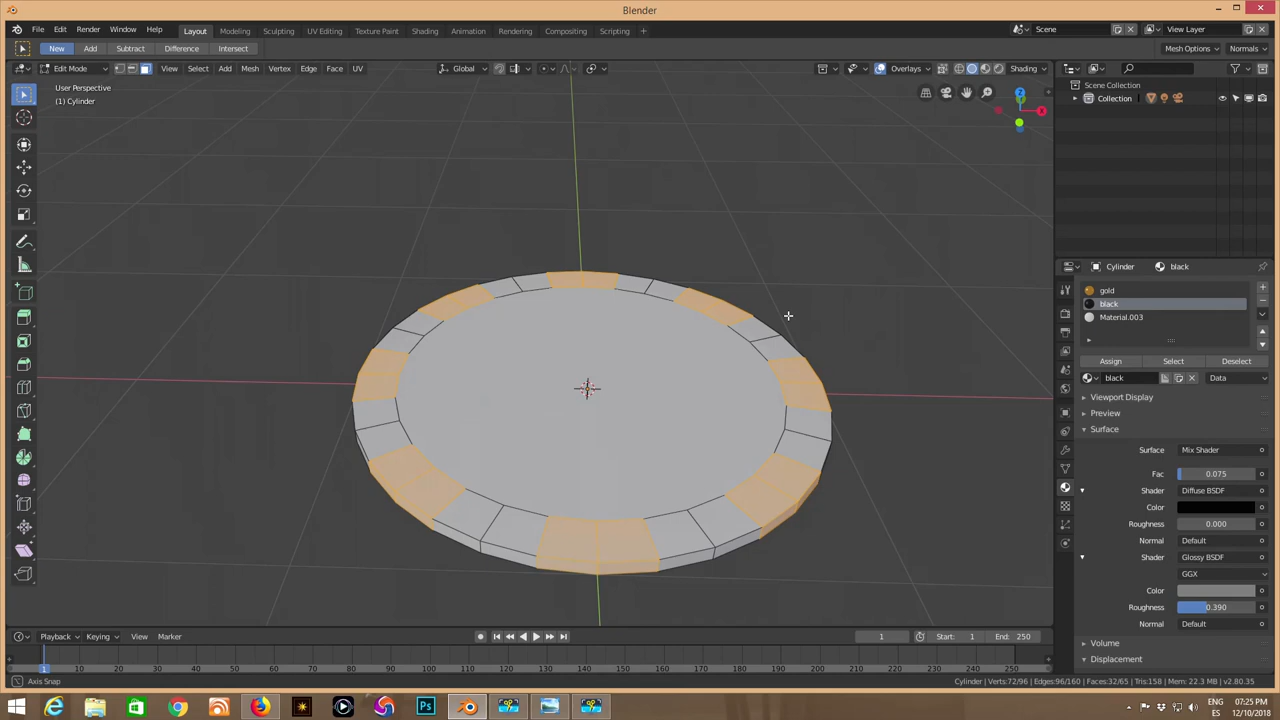 Blender
File Edit Render Window Help Layout Modeling Sculpting UV Editing Texture Paint Shading Animation Rendering Compositing Scripting + Scene View Layer
New Add Subtract Difference Intersect Mesh Options Normals
Edit Mode View Select Add Mesh Vertex Edge Face UV Global Overlays Shading
User Perspective
(1) Cylinder
Z
X
Scene Collection
Collection
Cylinder black
gold
black
Material.003
Assign Select Deselect
black Data
Viewport Display
Preview
Surface
Surface Mix Shader
Fac 0.075
Shader Diffuse BSDF
Color
Roughness 0.000
Normal Default
Shader Glossy BSDF
GGX
Color
Roughness 0.390
Normal Default
Volume
Displacement
Playback Keying View Marker 1 Start: 1 End: 250
1 10 20 30 40 50 60 70 80 90 100 110 120 130 140 150 160 170 180 190 200 210 220 230 240 250
Axis Snap Cylinder | Verts:72/96 | Edges:96/160 | Faces:32/65 | Tris:158 | Mem: 22.3 MB | v2.80.35
Ps
ENG 07:25 PM
ES 12/10/2018